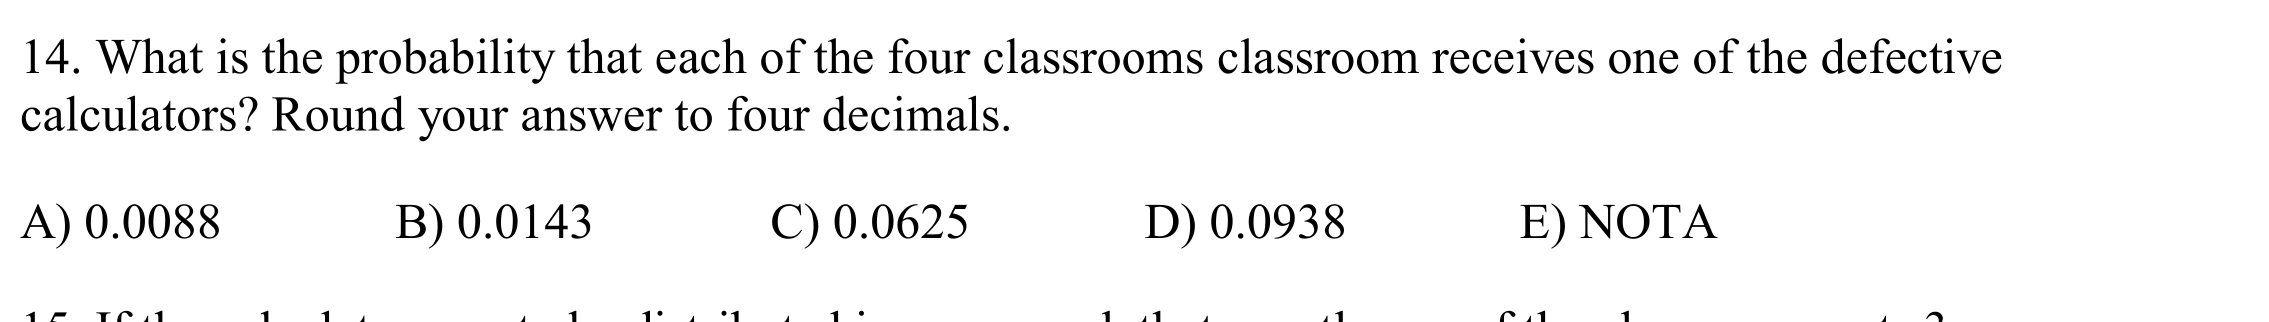 14. What is the probability that each of the four classrooms classroom receives one of the defective
calculators? Round your answer to four decimals.
A) 0.0088 B) 0.0143 C) 0.0625 D) 0.0938 E) NOTA